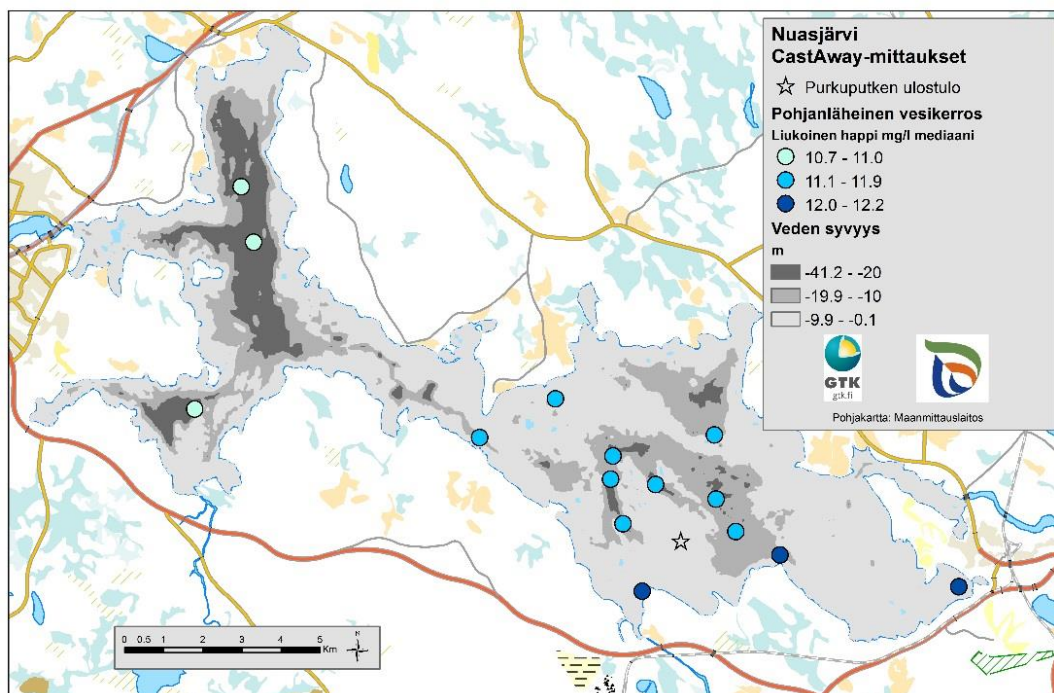 Nuasjärvi
CastAway-mittaukset
Purkuputken ulostulo
Pohjanläheinen vesikerros
Liukoinen happi mg/l mediaani
10.7 - 11.0
11.1 - 11.9
12.0 - 12.2
Veden syvyys
m
-41.2 - -20
-19.9 - -10
-9.9 - -0.1
GTK
gtk.fi
Pohjakartta: Maanmittauslaitos
0 0.5 1 2 3 4 5
Km
N